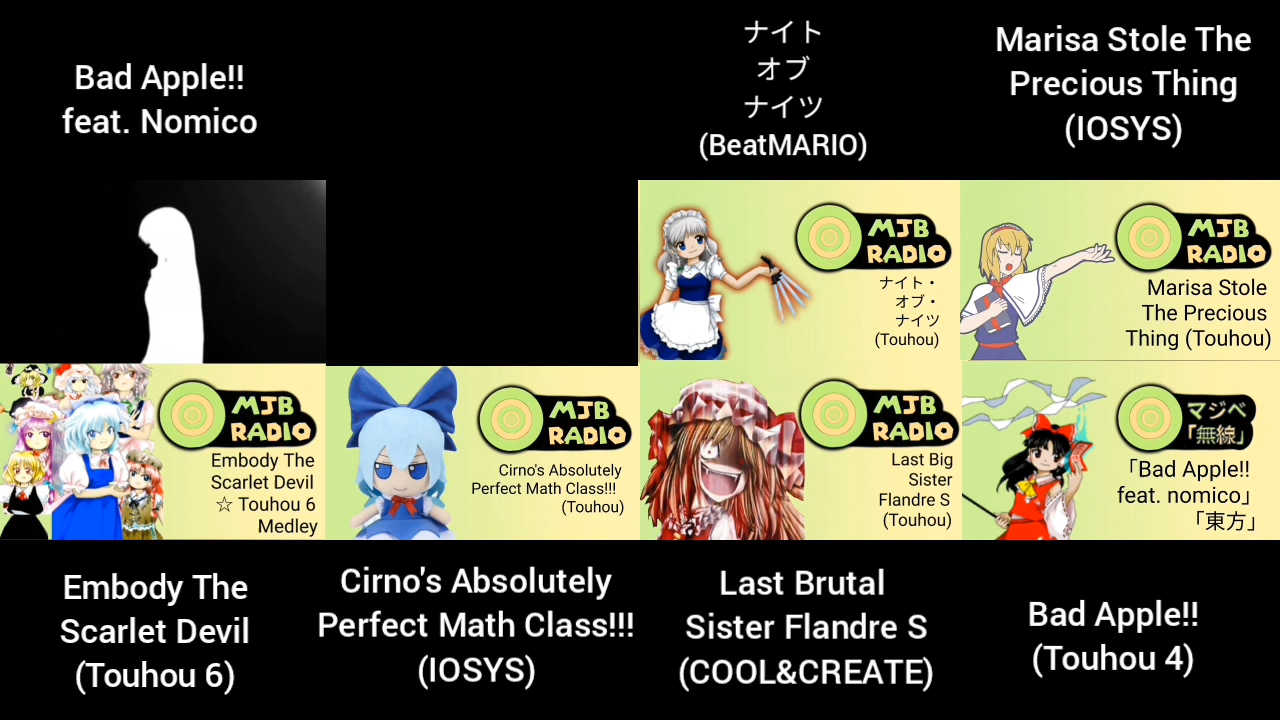 Bad Apple!!
feat. Nomico
ナイト
オブ
ナイツ
(BeatMARIO)
Marisa Stole The
Precious Thing
(IOSYS)
MJB
RADIO
ナイト・
オブ・
ナイツ
(Touhou)
MJB
RADIO
Marisa Stole
The Precious
Thing (Touhou)
MJB
RADIO
Embody The
Scarlet Devil
☆ Touhou 6
Medley
MJB
RADIO
Cirno's Absolutely
Perfect Math Class!!!
(Touhou)
MJB
RADIO
Last Big
Sister
Flandre S
(Touhou)
マジベ
「無線」
「Bad Apple!!
feat. nomico」
「東方」
Embody The
Scarlet Devil
(Touhou 6)
Cirno's Absolutely
Perfect Math Class!!!
(IOSYS)
Last Brutal
Sister Flandre S
(COOL&CREATE)
Bad Apple!!
(Touhou 4)